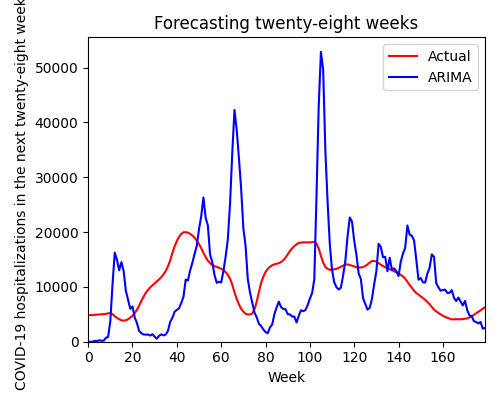 Forecasting twenty-eight weeks
COVID-19 hospitalizations in the next twenty-eight week
50000
40000
30000
20000
10000
0
Actual
ARIMA
0 20 40 60 80 100 120 140 160
Week